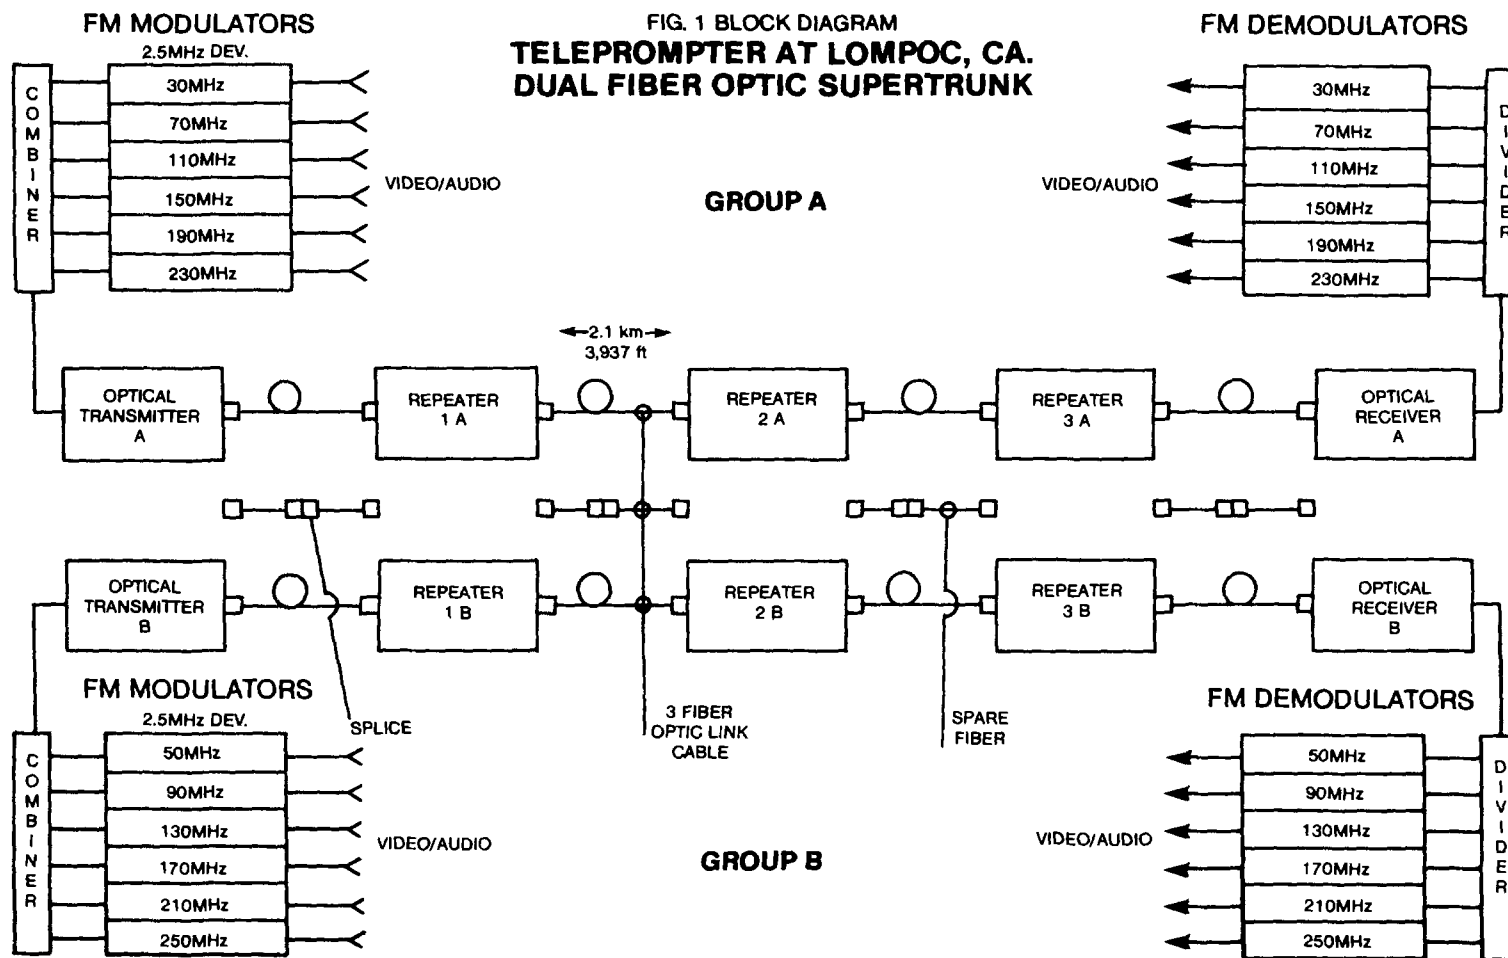 FIG. 1 BLOCK DIAGRAM
TELEPROMPTER AT LOMPOC, CA.
DUAL FIBER OPTIC SUPERTRUNK
FM MODULATORS
2.5MHz DEV.
COMBINER
30MHz
70MHz
110MHz
150MHz
190MHz
230MHz
VIDEO/AUDIO
GROUP A
FM DEMODULATORS
VIDEO/AUDIO
30MHz
70MHz
110MHz
150MHz
190MHz
230MHz
DIVIDER
2.1 km
3,937 ft
OPTICAL
TRANSMITTER
A
REPEATER
1 A
REPEATER
2 A
REPEATER
3 A
OPTICAL
RECEIVER
A
OPTICAL
TRANSMITTER
B
REPEATER
1 B
REPEATER
2 B
REPEATER
3 B
OPTICAL
RECEIVER
B
SPLICE
3 FIBER
OPTIC LINK
CABLE
SPARE
FIBER
FM MODULATORS
2.5MHz DEV.
COMBINER
50MHz
90MHz
130MHz
170MHz
210MHz
250MHz
VIDEO/AUDIO
GROUP B
FM DEMODULATORS
VIDEO/AUDIO
50MHz
90MHz
130MHz
170MHz
210MHz
250MHz
DIVIDER